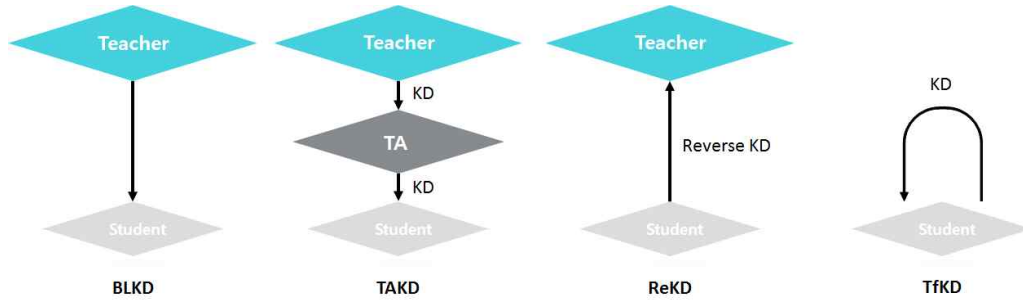 Teacher
Student
BLKD
Teacher
KD
TA
KD
Student
TAKD
Teacher
Reverse KD
Student
ReKD
KD
Student
TfKD